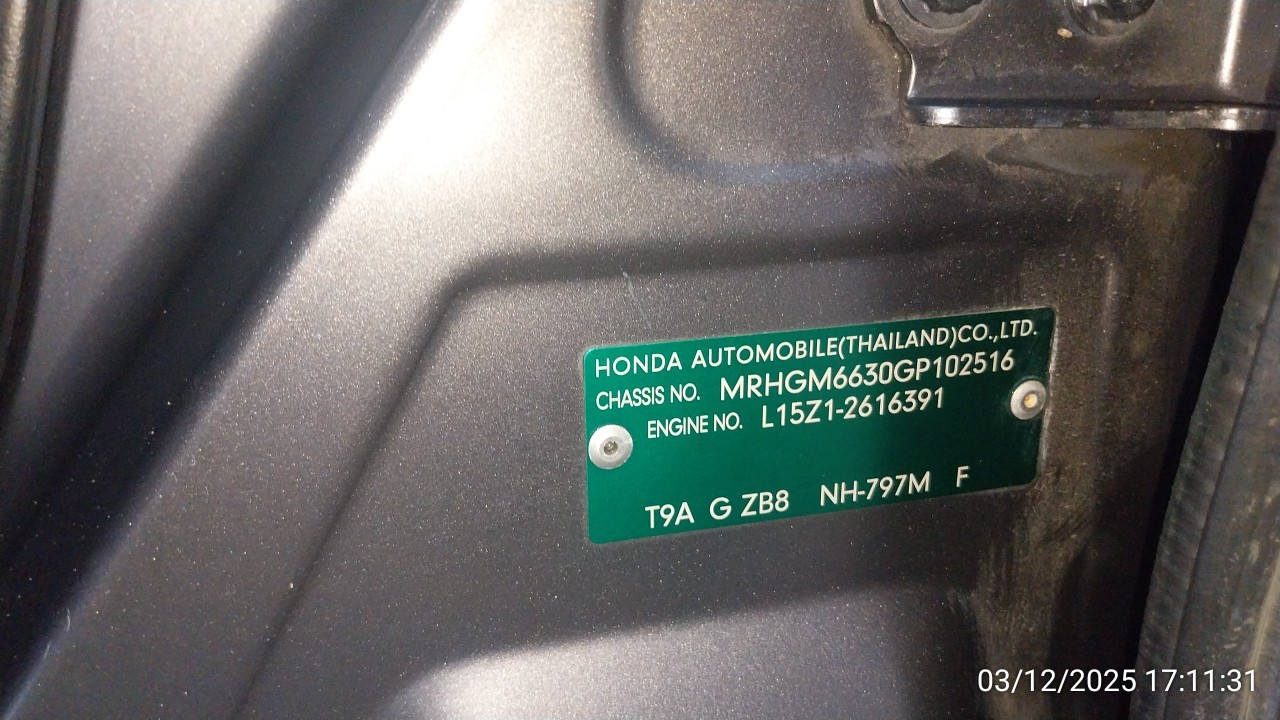 HONDA AUTOMOBILE(THAILAND)CO.,LTD.
CHASSIS NO. MRHGM6630GP102516
ENGINE NO. L15Z1-2616391
T9A G ZB8 NH-797M F
03/12/2025 17:11:31